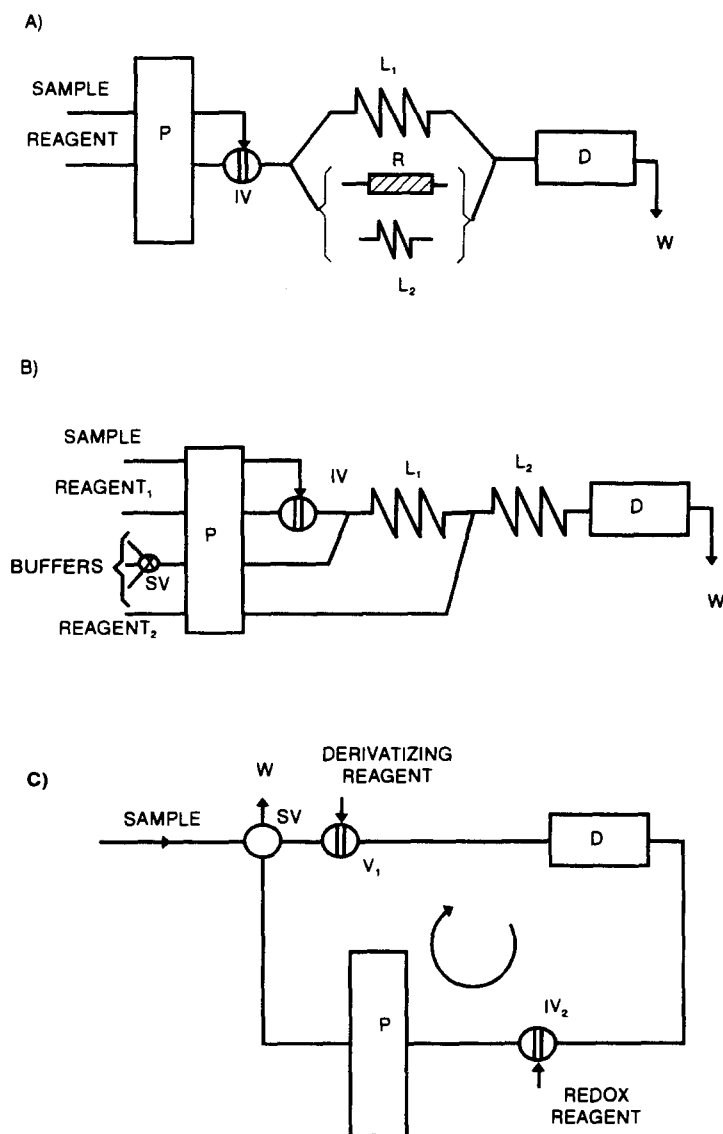 A)
SAMPLE
REAGENT
P
IV
L₁
R
L₂
D
W
B)
SAMPLE
REAGENT₁
BUFFERS
SV
REAGENT₂
P
IV
L₁
L₂
D
W
C)
SAMPLE
W
SV
DERIVATIZING
REAGENT
V₁
D
P
IV₂
REDOX
REAGENT